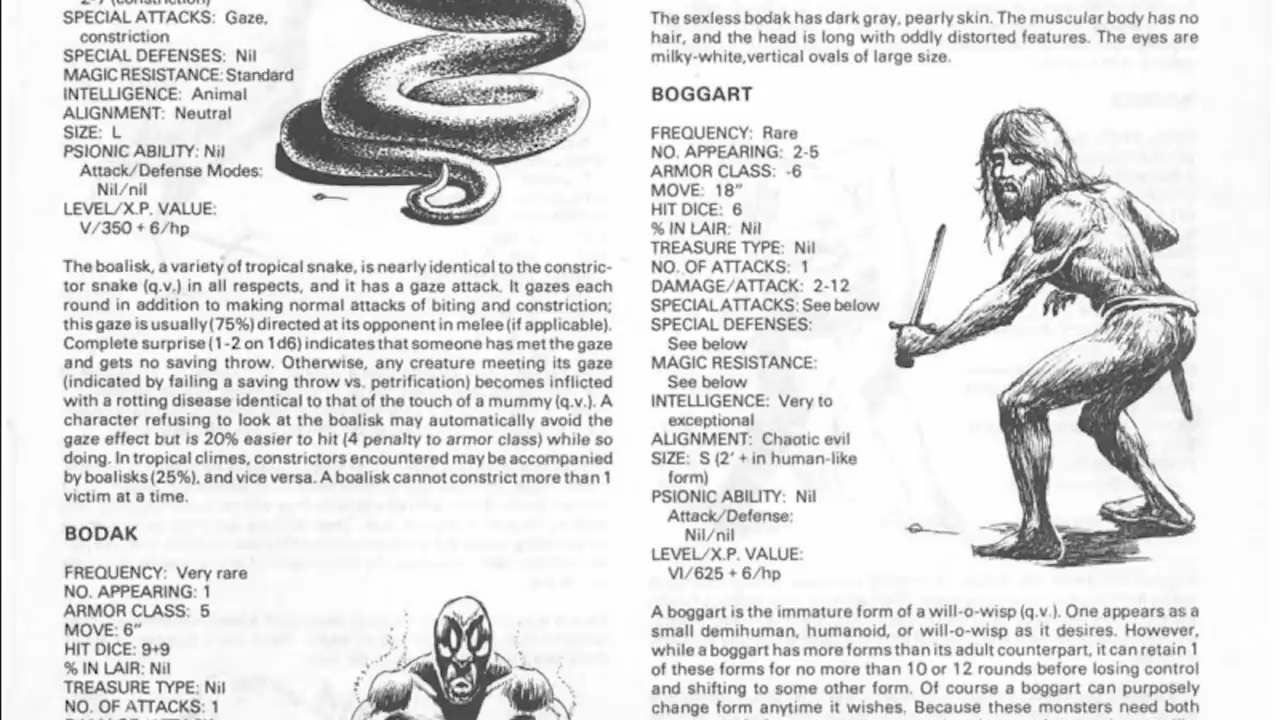 2-7 (constriction)
SPECIAL ATTACKS: Gaze,
constriction
SPECIAL DEFENSES: Nil
MAGIC RESISTANCE: Standard
INTELLIGENCE: Animal
ALIGNMENT: Neutral
SIZE: L
PSIONIC ABILITY: Nil
Attack/Defense Modes:
Nil/nil
LEVEL/X.P. VALUE:
V/350 + 6/hp
The boalisk, a variety of tropical snake, is nearly identical to the constric-
tor snake (q.v.) in all respects, and it has a gaze attack. It gazes each
round in addition to making normal attacks of biting and constriction;
this gaze is usually (75%) directed at its opponent in melee (if applicable).
Complete surprise (1-2 on 1d6) indicates that someone has met the gaze
and gets no saving throw. Otherwise, any creature meeting its gaze
(indicated by failing a saving throw vs. petrification) becomes inflicted
with a rotting disease identical to that of the touch of a mummy (q.v.). A
character refusing to look at the boalisk may automatically avoid the
gaze effect but is 20% easier to hit (4 penalty to armor class) while so
doing. In tropical climes, constrictors encountered may be accompanied
by boalisks (25%), and vice versa. A boalisk cannot constrict more than 1
victim at a time.
BODAK
FREQUENCY: Very rare
NO. APPEARING: 1
ARMOR CLASS: 5
MOVE: 6"
HIT DICE: 9+9
% IN LAIR: Nil
TREASURE TYPE: Nil
NO. OF ATTACKS: 1
The sexless bodak has dark gray, pearly skin. The muscular body has no
hair, and the head is long with oddly distorted features. The eyes are
milky-white, vertical ovals of large size.
BOGGART
FREQUENCY: Rare
NO. APPEARING: 2-5
ARMOR CLASS: -6
MOVE: 18"
HIT DICE: 6
% IN LAIR: Nil
TREASURE TYPE: Nil
NO. OF ATTACKS: 1
DAMAGE/ATTACK: 2-12
SPECIAL ATTACKS: See below
SPECIAL DEFENSES:
See below
MAGIC RESISTANCE:
See below
INTELLIGENCE: Very to
exceptional
ALIGNMENT: Chaotic evil
SIZE: S (2' + in human-like
form)
PSIONIC ABILITY: Nil
Attack/Defense:
Nil/nil
LEVEL/X.P. VALUE:
VI/625 + 6/hp
A boggart is the immature form of a will-o-wisp (q.v.). One appears as a
small demihuman, humanoid, or will-o-wisp as it desires. However,
while a boggart has more forms than its adult counterpart, it can retain 1
of these forms for no more than 10 or 12 rounds before losing control
and shifting to some other form. Of course a boggart can purposely
change form anytime it wishes. Because these monsters need both